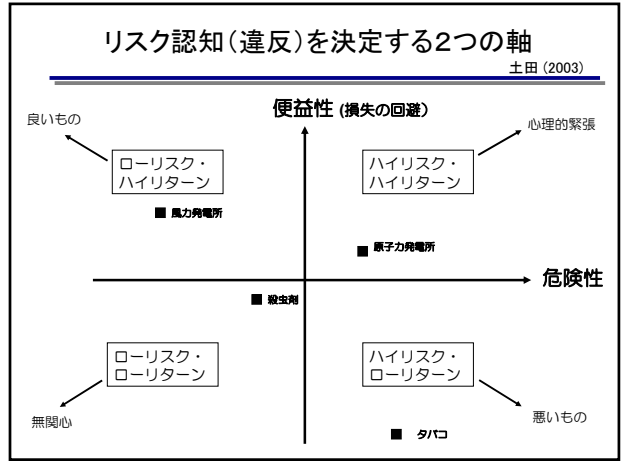 リスク認知(違反)を決定する2つの軸
土田 (2003)
便益性 (損失の回避)
良いもの
心理的緊張
ローリスク・
ハイリターン
ハイリスク・
ハイリターン
■ 風力発電所
■ 原子力発電所
危険性
■ 殺虫剤
ローリスク・
ローリターン
ハイリスク・
ローリターン
無関心
悪いもの
■ タバコ